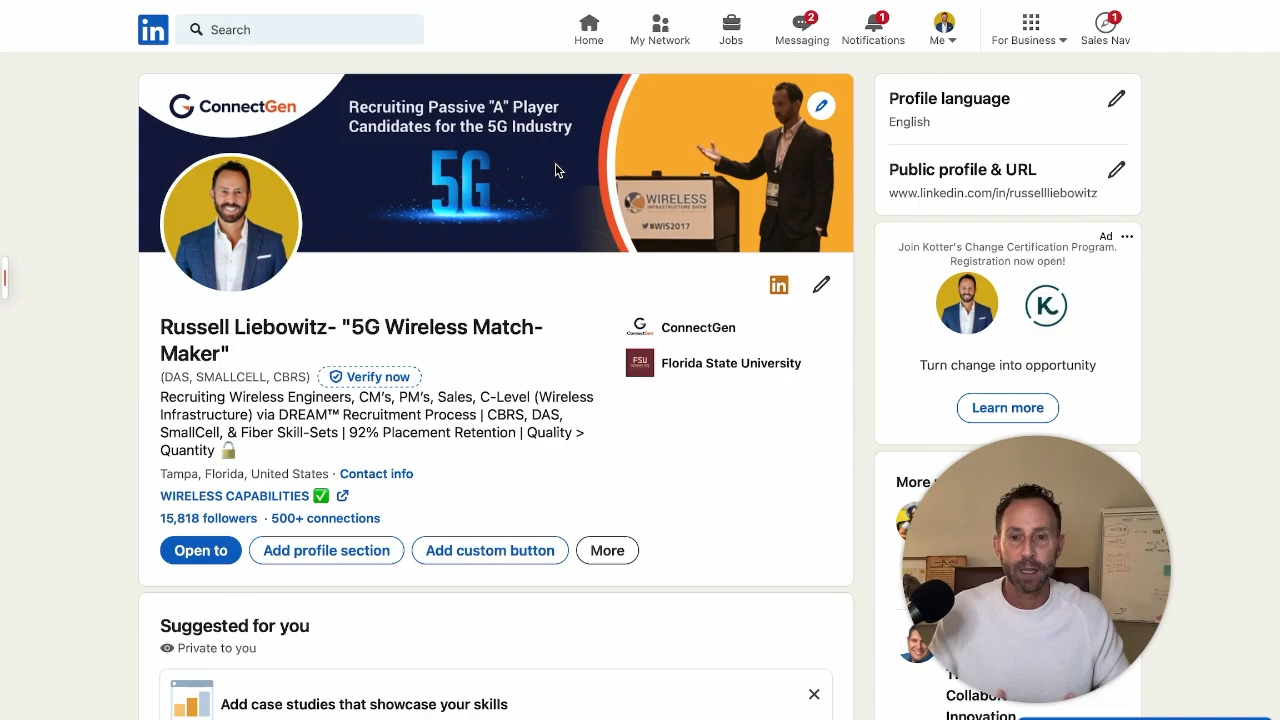 in
Search
Home
My Network
Jobs
2
Messaging
1
Notifications
Me
For Business
1
Sales Nav
ConnectGen
Recruiting Passive "A" Player
Candidates for the 5G Industry
5G
WIRELESS
INFRASTRUCTURE SHOW
#WIS2017
in
Russell Liebowitz- "5G Wireless Match-
Maker"
(DAS, SMALLCELL, CBRS)
Verify now
Recruiting Wireless Engineers, CM's, PM's, Sales, C-Level (Wireless
Infrastructure) via DREAM™ Recruitment Process | CBRS, DAS,
SmallCell, & Fiber Skill-Sets | 92% Placement Retention | Quality >
Quantity
Tampa, Florida, United States · Contact info
WIRELESS CAPABILITIES
15,818 followers · 500+ connections
Open to
Add profile section
Add custom button
More
ConnectGen
ConnectGen
FSU
Florida State University
Suggested for you
Private to you
Add case studies that showcase your skills
Profile language
English
Public profile & URL
www.linkedin.com/in/russellliebowitz
Ad
Join Kotter's Change Certification Program.
Registration now open!
K
Turn change into opportunity
Learn more
More
Collabo
Innovation